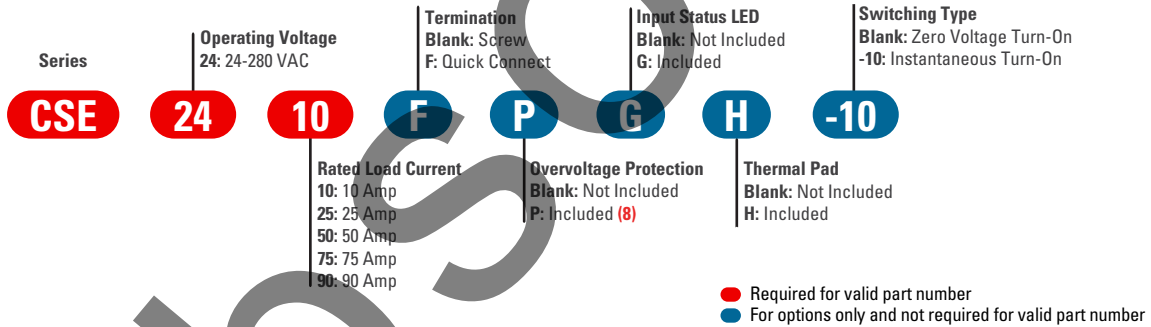 Series
Operating Voltage
24: 24-280 VAC
Termination
Blank: Screw
F: Quick Connect
Input Status LED
Blank: Not Included
G: Included
Switching Type
Blank: Zero Voltage Turn-On
-10: Instantaneous Turn-On
CSE 24 10 F P G H -10
Rated Load Current
10: 10 Amp
25: 25 Amp
50: 50 Amp
75: 75 Amp
90: 90 Amp
Overvoltage Protection
Blank: Not Included
P: Included (8)
Thermal Pad
Blank: Not Included
H: Included
Required for valid part number
For options only and not required for valid part number